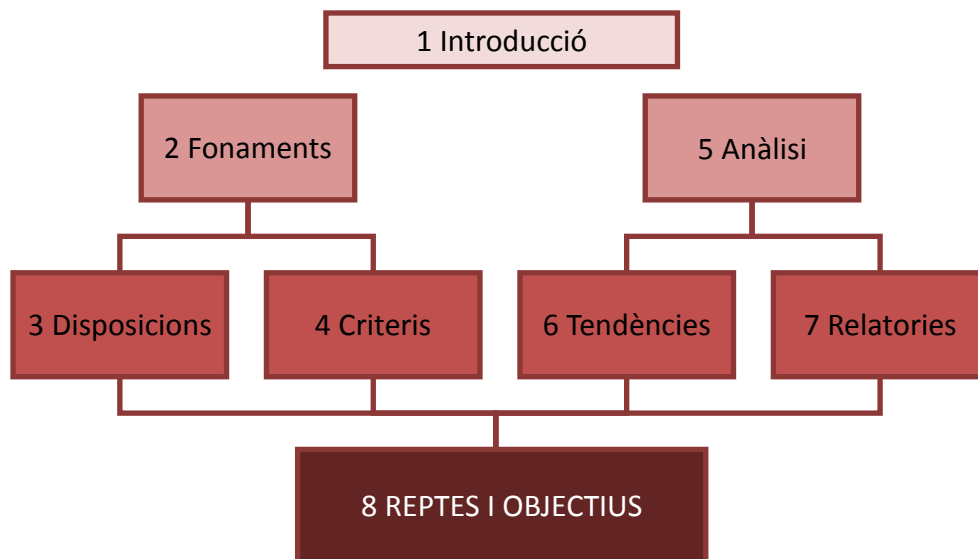 1 Introducció
2 Fonaments
5 Anàlisi
3 Disposicions
4 Criteris
6 Tendències
7 Relatories
8 REPTES I OBJECTIUS